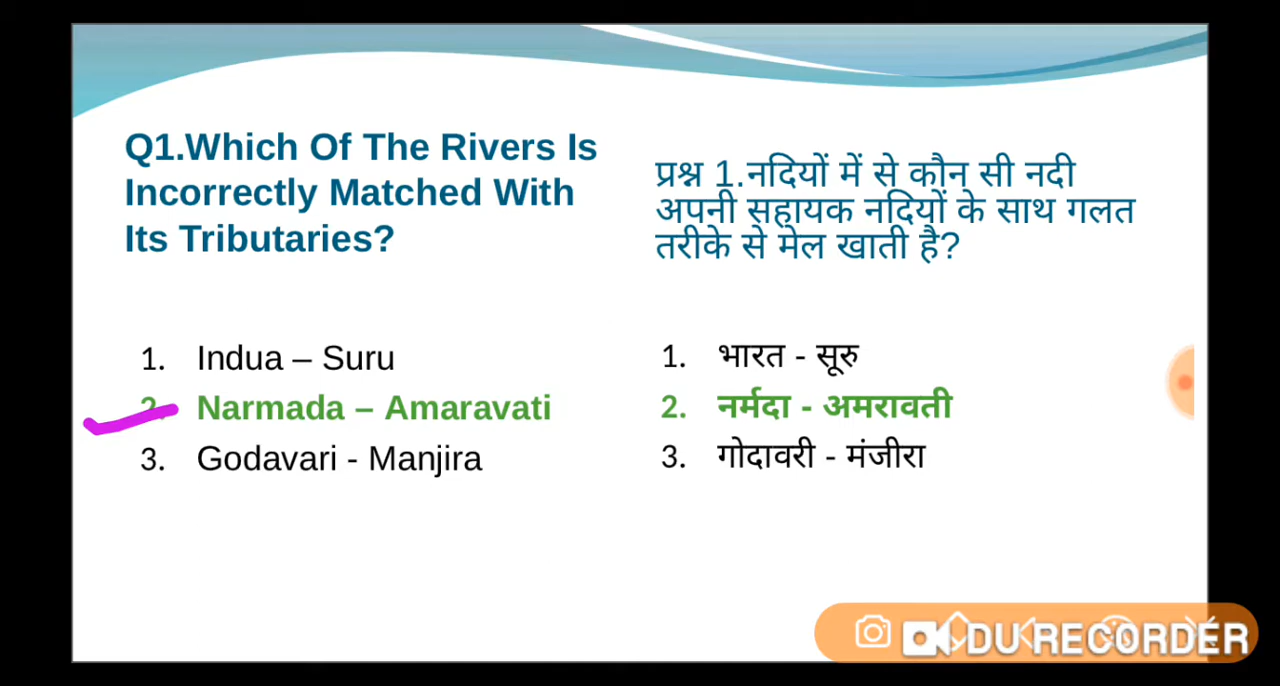 Q1.Which Of The Rivers Is
Incorrectly Matched With
Its Tributaries?
प्रश्न 1.नदियों में से कौन सी नदी
अपनी सहायक नदियों के साथ गलत
तरीके से मेल खाती है?
1. Indua – Suru
2. Narmada – Amaravati
3. Godavari - Manjira
1. भारत - सूरु
2. नर्मदा - अमरावती
3. गोदावरी - मंजीरा
DU RECORDER